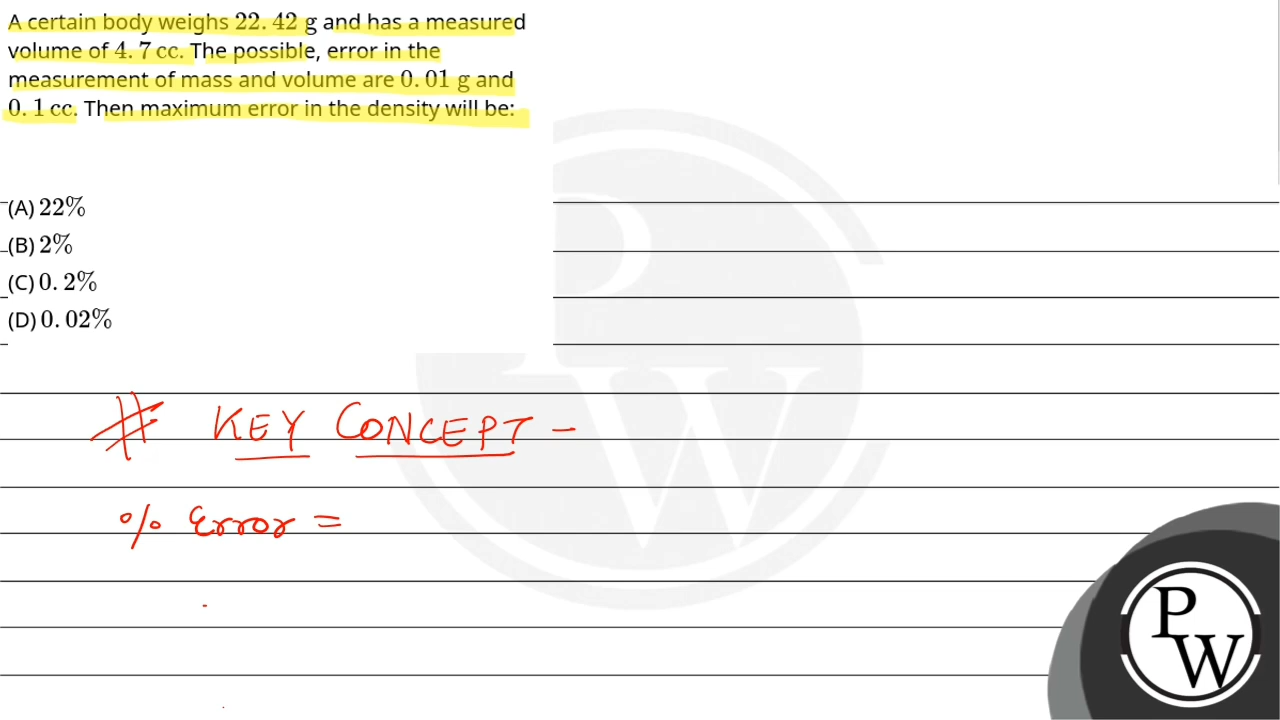 A certain body weighs 22.42 g and has a measured
volume of 4.7 cc. The possible, error in the
measurement of mass and volume are 0.01 g and
0.1 cc. Then maximum error in the density will be:
(A) 22%
(B) 2%
(C) 0.2%
(D) 0.02%
# KEY CONCEPT -
% Error =
P
W
P
W